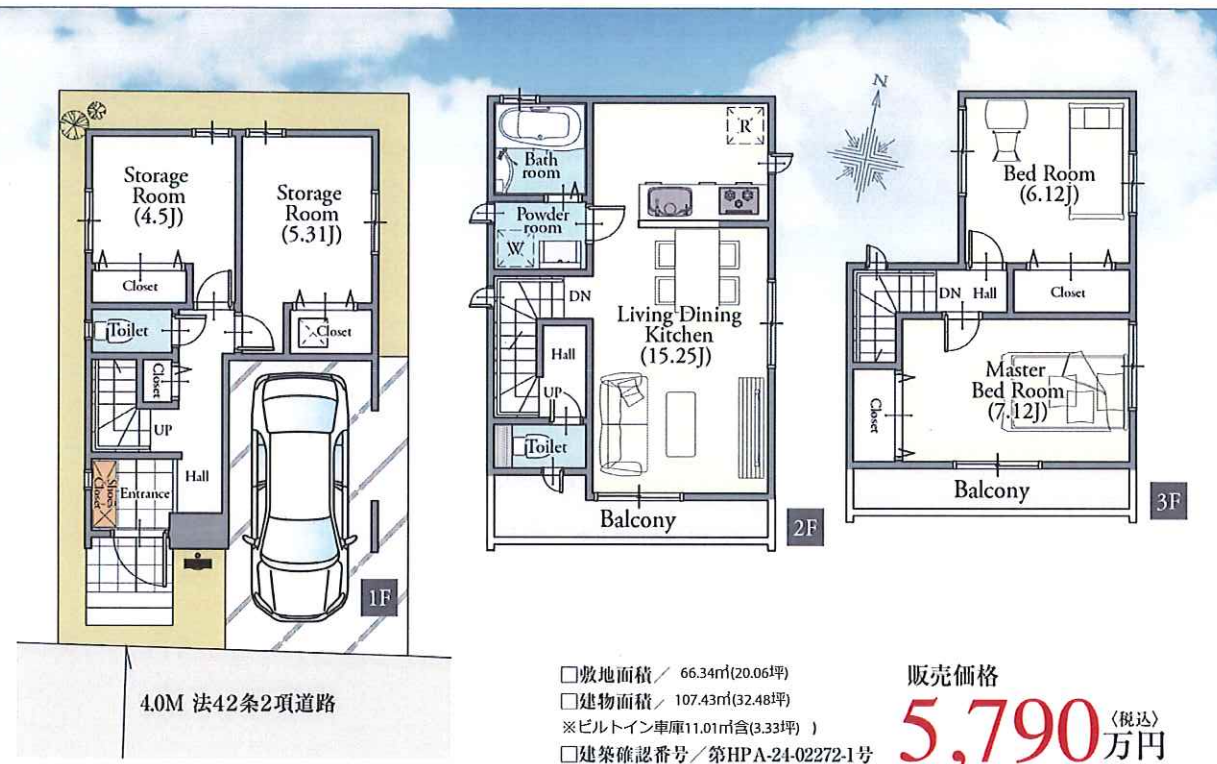 Storage
Room
(4.5J)
Storage
Room
(5.31J)
Closet
Toilet
Closet
Closet
UP
Hall
Shoes
Closet
Entrance
1F
4.0M 法42条2項道路
Bath
room
R
Powder
room
W
DN
Living Dining
Kitchen
(15.25J)
Hall
UP
Toilet
Balcony
2F
N
Bed Room
(6.12J)
DN
Hall
Closet
Master
Bed Room
(7.12J)
Closet
Balcony
3F
□敷地面積／ 66.34㎡(20.06坪)
□建物面積／ 107.43㎡(32.48坪)
※ビルトイン車庫11.01㎡含(3.33坪) )
□建築確認番号／第HPA-24-02272-1号
販売価格
5,790万円〈税込〉